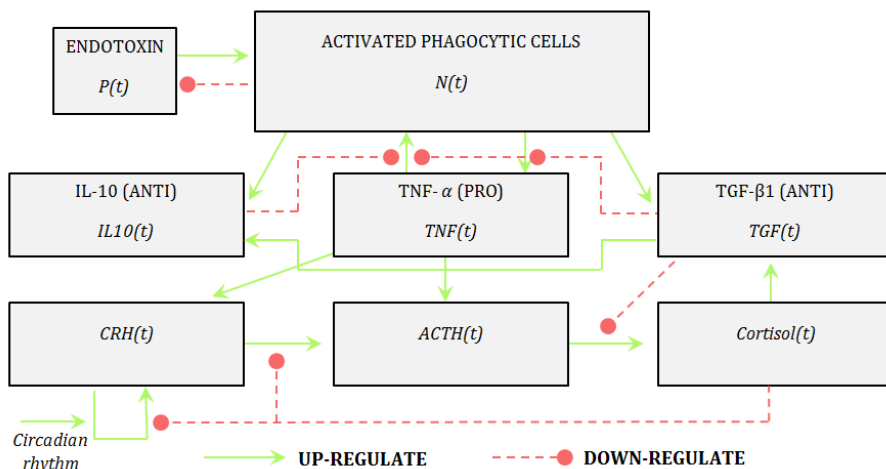 ENDOTOXIN
P(t)
ACTIVATED PHAGOCYTIC CELLS
N(t)
IL-10 (ANTI)
IL10(t)
TNF- α (PRO)
TNF(t)
TGF-β1 (ANTI)
TGF(t)
CRH(t)
ACTH(t)
Cortisol(t)
Circadian
rhythm
UP-REGULATE
DOWN-REGULATE